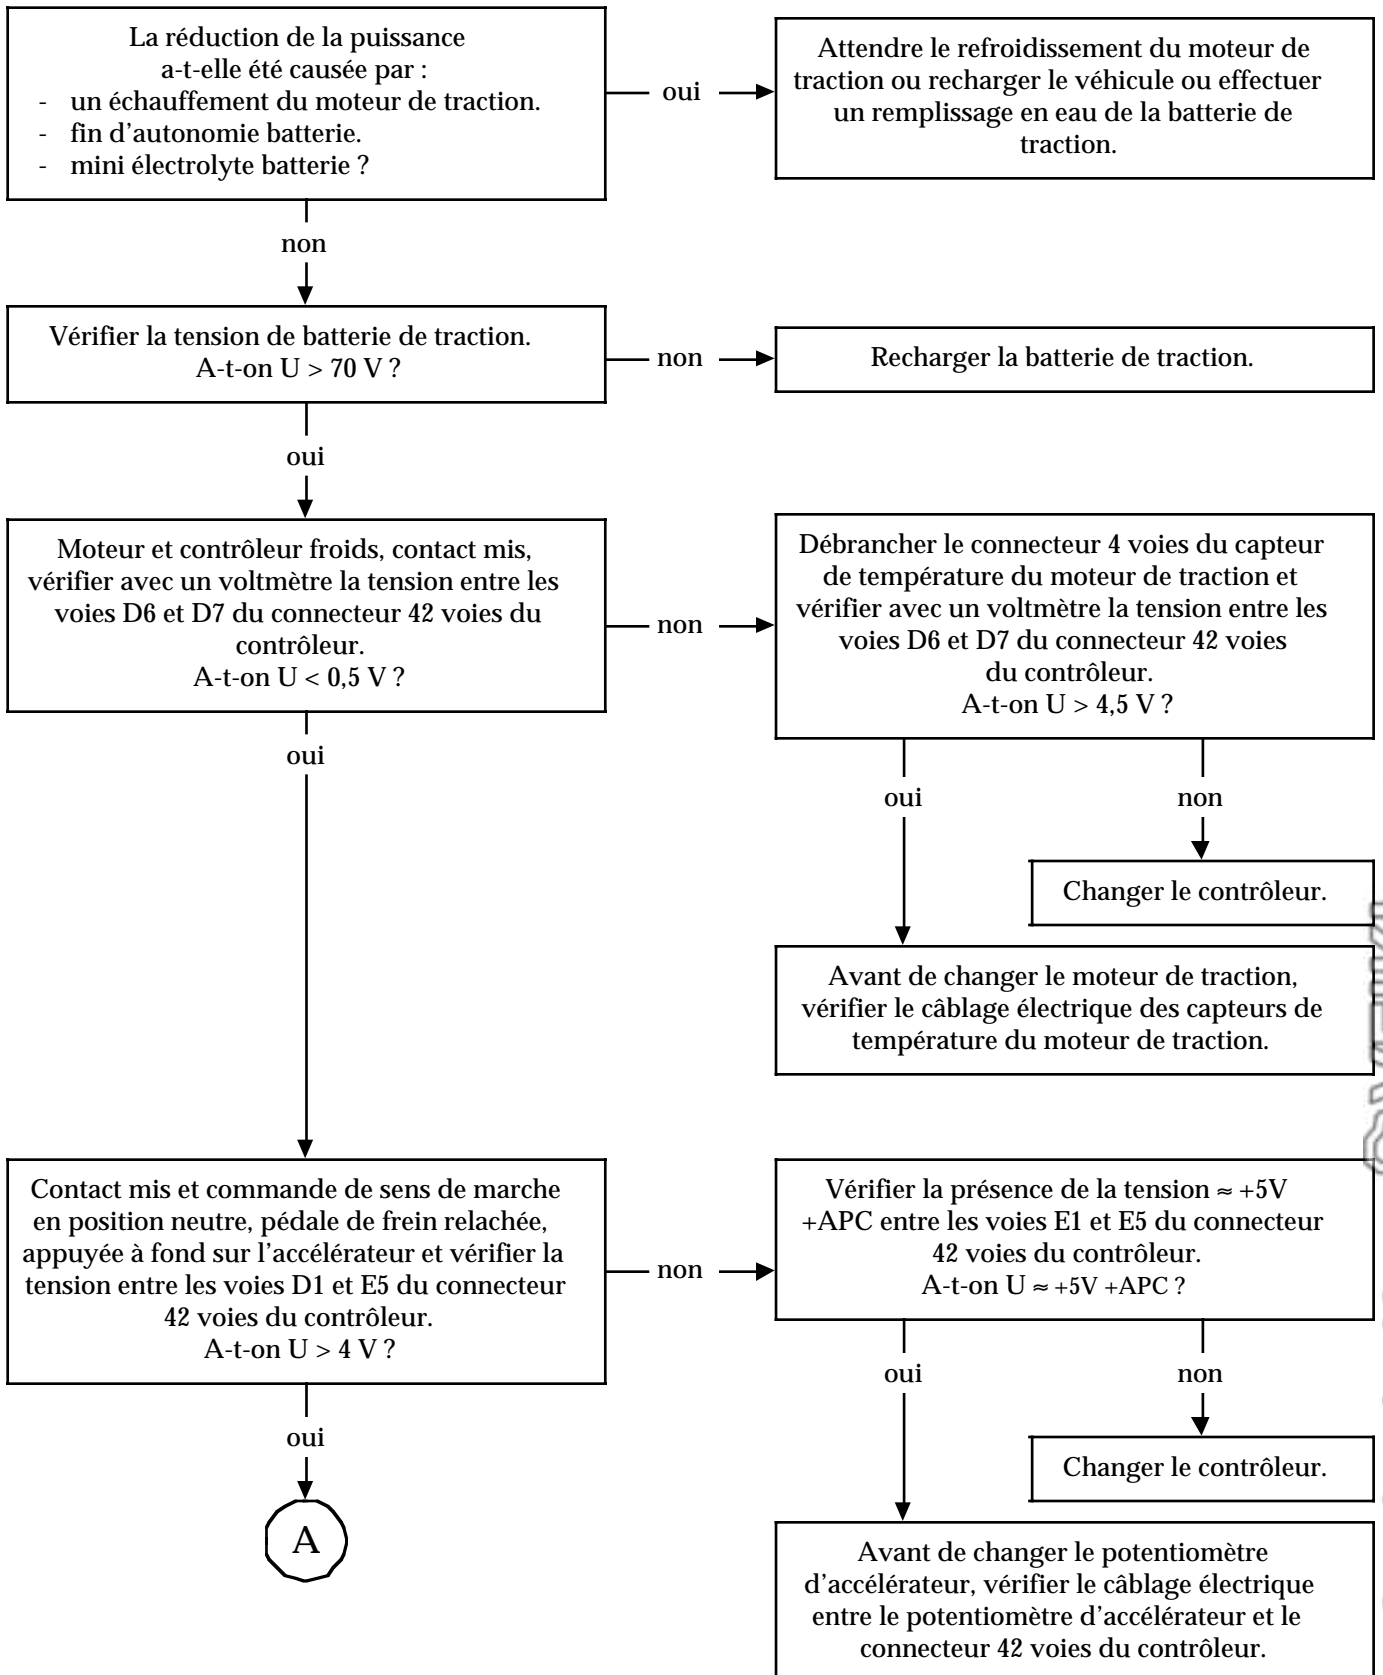 La réduction de la puissance
a-t-elle été causée par :
- un échauffement du moteur de traction.
- fin d'autonomie batterie.
- mini électrolyte batterie ?
oui
Attendre le refroidissement du moteur de
traction ou recharger le véhicule ou effectuer
un remplissage en eau de la batterie de
traction.
non
Vérifier la tension de batterie de traction.
A-t-on U > 70 V ?
non
Recharger la batterie de traction.
oui
Moteur et contrôleur froids, contact mis,
vérifier avec un voltmètre la tension entre les
voies D6 et D7 du connecteur 42 voies du
contrôleur.
A-t-on U < 0,5 V ?
non
Débrancher le connecteur 4 voies du capteur
de température du moteur de traction et
vérifier avec un voltmètre la tension entre les
voies D6 et D7 du connecteur 42 voies
du contrôleur.
A-t-on U > 4,5 V ?
oui
oui
non
Changer le contrôleur.
Avant de changer le moteur de traction,
vérifier le câblage électrique des capteurs de
température du moteur de traction.
Contact mis et commande de sens de marche
en position neutre, pédale de frein relachée,
appuyée à fond sur l'accélérateur et vérifier la
tension entre les voies D1 et E5 du connecteur
42 voies du contrôleur.
A-t-on U > 4 V ?
non
Vérifier la présence de la tension ≈ +5V
+APC entre les voies E1 et E5 du connecteur
42 voies du contrôleur.
A-t-on U ≈ +5V +APC ?
oui
non
oui
Changer le contrôleur.
A
Avant de changer le potentiomètre
d'accélérateur, vérifier le câblage électrique
entre le potentiomètre d'accélérateur et le
connecteur 42 voies du contrôleur.